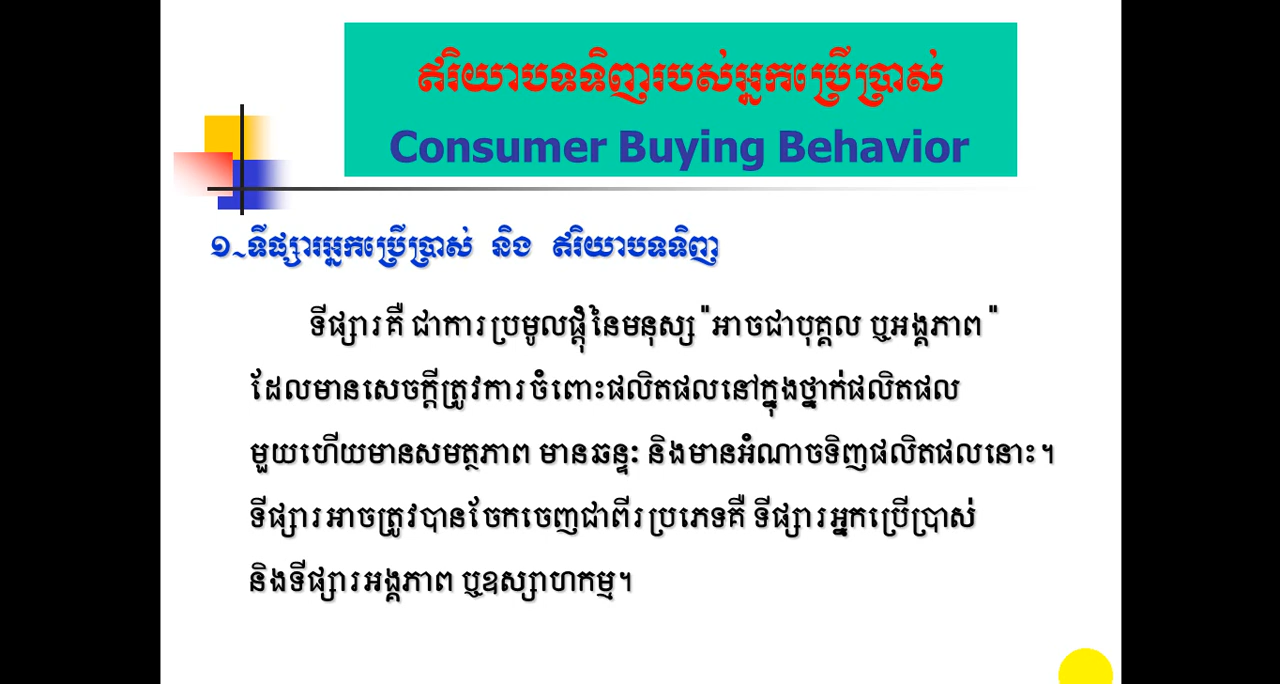 ឥរិយាបទទិញរបស់អ្នកប្រើប្រាស់
Consumer Buying Behavior
១~ទីផ្សារអ្នកប្រើប្រាស់ និង ឥរិយាបទទិញ
ទីផ្សារគឺ ជាការប្រមូលផ្តុំនៃមនុស្ស "អាចជាបុគ្គល ឬអង្គភាព"
ដែលមានសេចក្តីត្រូវការចំពោះផលិតផលនៅក្នុងថ្នាក់ផលិតផល
មួយហើយមានសមត្ថភាព មានឆន្ទៈ និងមានអំណាចទិញផលិតផលនោះ។
ទីផ្សារអាចត្រូវបានចែកចេញជាពីរប្រភេទគឺ ទីផ្សារអ្នកប្រើប្រាស់
និងទីផ្សារអង្គភាព ឬឧស្សាហកម្ម។